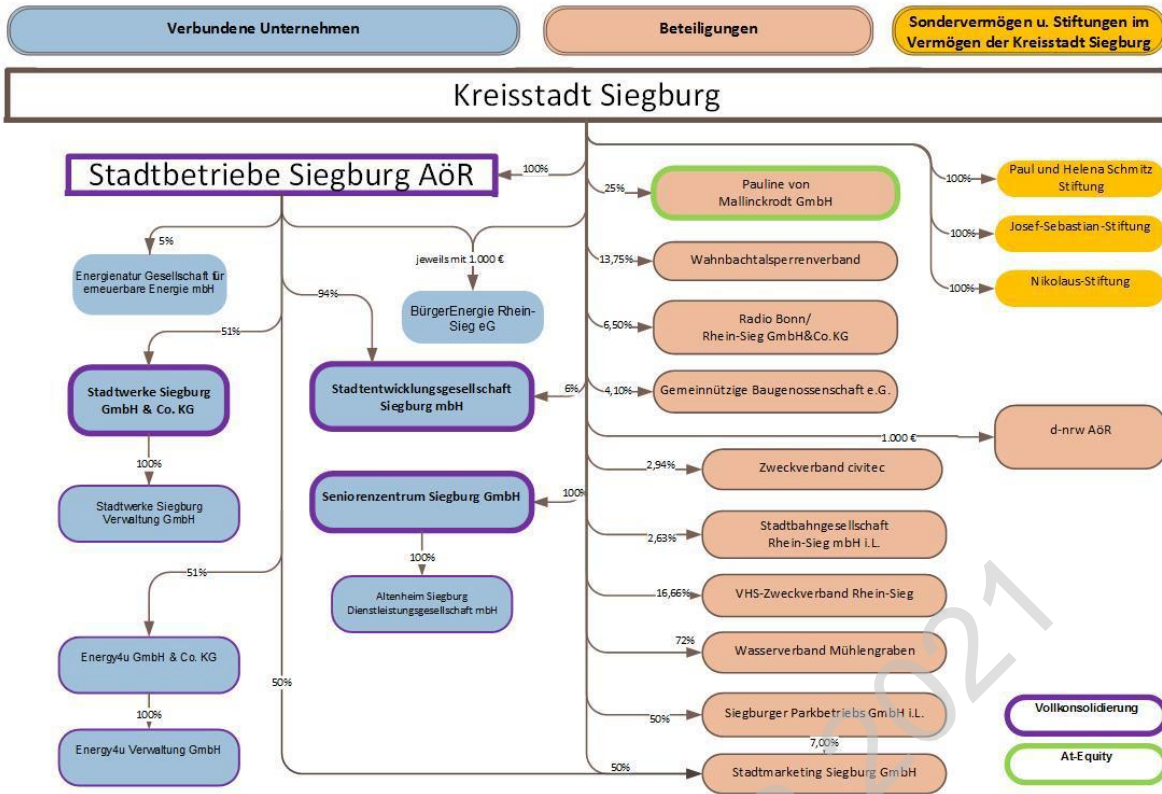 Verbundene Unternehmen
Beteiligungen
Sondervermögen u. Stiftungen im
Vermögen der Kreisstadt Siegburg
Kreisstadt Siegburg
Stadtbetriebe Siegburg AöR
100%
25%
Pauline von
Mallinckrodt GmbH
100%
Paul und Helena Schmitz
Stiftung
100%
Josef-Sebastian-Stiftung
100%
Nikolaus-Stiftung
5%
Energienatur Gesellschaft für
erneuerbare Energie mbH
jeweils mit 1.000 €
BürgerEnergie Rhein-
Sieg eG
13,75%
Wahnbachtalsperrenverband
94%
51%
6,50%
Radio Bonn/
Rhein-Sieg GmbH&Co.KG
Stadtwerke Siegburg
GmbH & Co. KG
Stadtentwicklungsgesellschaft
Siegburg mbH
6%
4,10%
Gemeinnützige Baugenossenschaft e.G.
1.000 €
d-nrw AöR
100%
Stadtwerke Siegburg
Verwaltung GmbH
Seniorenzentrum Siegburg GmbH
100%
2,94%
Zweckverband civitec
2,63%
Stadtbahngesellschaft
Rhein-Sieg mbH i.L.
100%
Altenheim Siegburg
Dienstleistungsgesellschaft mbH
51%
16,66%
VHS-Zweckverband Rhein-Sieg
Energy4u GmbH & Co. KG
72%
Wasserverband Mühlengraben
50%
100%
Energy4u Verwaltung GmbH
50%
Siegburger Parkbetriebs GmbH i.L.
7,00%
50%
Stadtmarketing Siegburg GmbH
Vollkonsolidierung
At-Equity
2021